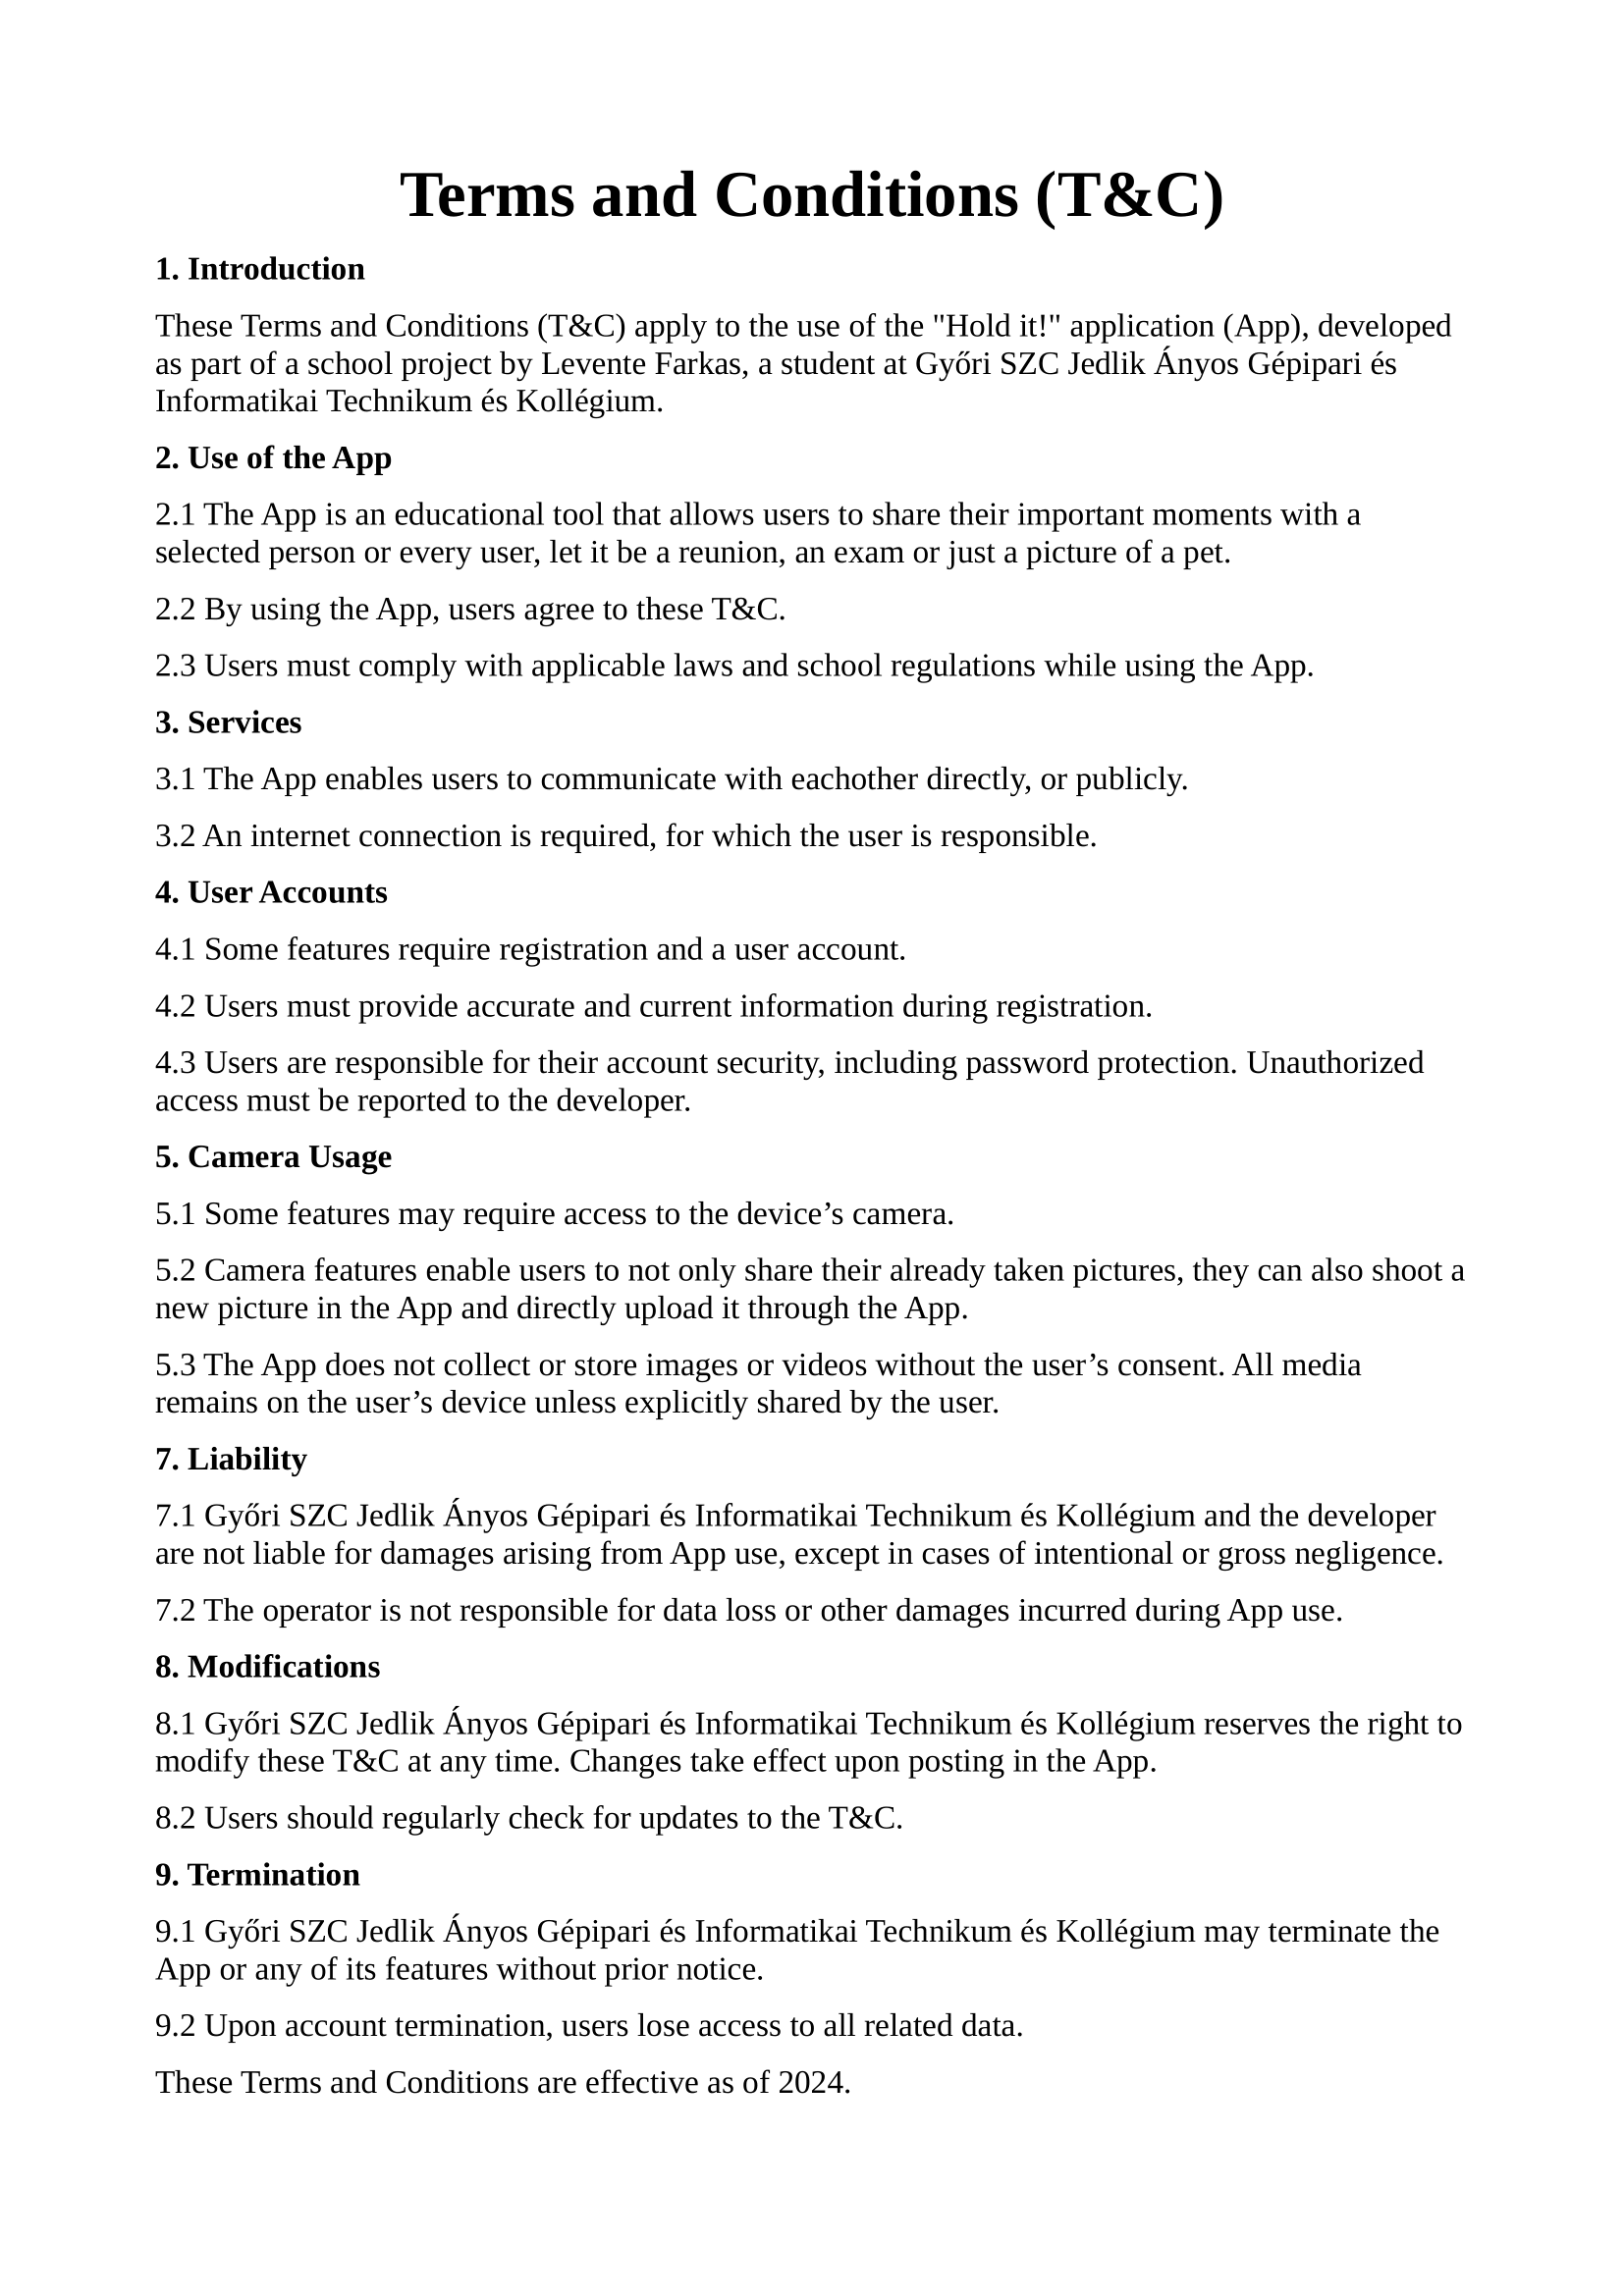 Terms and Conditions (T&C)
1. Introduction
These Terms and Conditions (T&C) apply to the use of the "Hold it!" application (App), developed
as part of a school project by Levente Farkas, a student at Győri SZC Jedlik Ányos Gépipari és
Informatikai Technikum és Kollégium.
2. Use of the App
2.1 The App is an educational tool that allows users to share their important moments with a
selected person or every user, let it be a reunion, an exam or just a picture of a pet.
2.2 By using the App, users agree to these T&C.
2.3 Users must comply with applicable laws and school regulations while using the App.
3. Services
3.1 The App enables users to communicate with eachother directly, or publicly.
3.2 An internet connection is required, for which the user is responsible.
4. User Accounts
4.1 Some features require registration and a user account.
4.2 Users must provide accurate and current information during registration.
4.3 Users are responsible for their account security, including password protection. Unauthorized
access must be reported to the developer.
5. Camera Usage
5.1 Some features may require access to the device’s camera.
5.2 Camera features enable users to not only share their already taken pictures, they can also shoot a
new picture in the App and directly upload it through the App.
5.3 The App does not collect or store images or videos without the user’s consent. All media
remains on the user’s device unless explicitly shared by the user.
7. Liability
7.1 Győri SZC Jedlik Ányos Gépipari és Informatikai Technikum és Kollégium and the developer
are not liable for damages arising from App use, except in cases of intentional or gross negligence.
7.2 The operator is not responsible for data loss or other damages incurred during App use.
8. Modifications
8.1 Győri SZC Jedlik Ányos Gépipari és Informatikai Technikum és Kollégium reserves the right to
modify these T&C at any time. Changes take effect upon posting in the App.
8.2 Users should regularly check for updates to the T&C.
9. Termination
9.1 Győri SZC Jedlik Ányos Gépipari és Informatikai Technikum és Kollégium may terminate the
App or any of its features without prior notice.
9.2 Upon account termination, users lose access to all related data.
These Terms and Conditions are effective as of 2024.